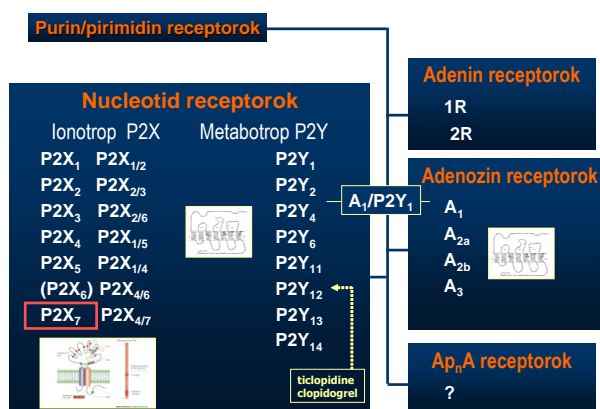 Purin/pirimidin receptorok
Nucleotid receptorok
Ionotrop P2X
Metabotrop P2Y
P2X₁ P2X₁/₂
P2X₂ P2X₂/₃
P2X₃ P2X₂/₆
P2X₄ P2X₁/₅
P2X₅ P2X₁/₄
(P2X₆) P2X₄/₆
P2X₇ P2X₄/₇
P2Y₁
P2Y₂
P2Y₄
P2Y₆
P2Y₁₁
P2Y₁₂
P2Y₁₃
P2Y₁₄
ticlopidine
clopidogrel
A₁/P2Y₁
Adenin receptorok
1R
2R
Adenozin receptorok
A₁
A₂ₐ
A₂b
A₃
ApₙA receptorok
?